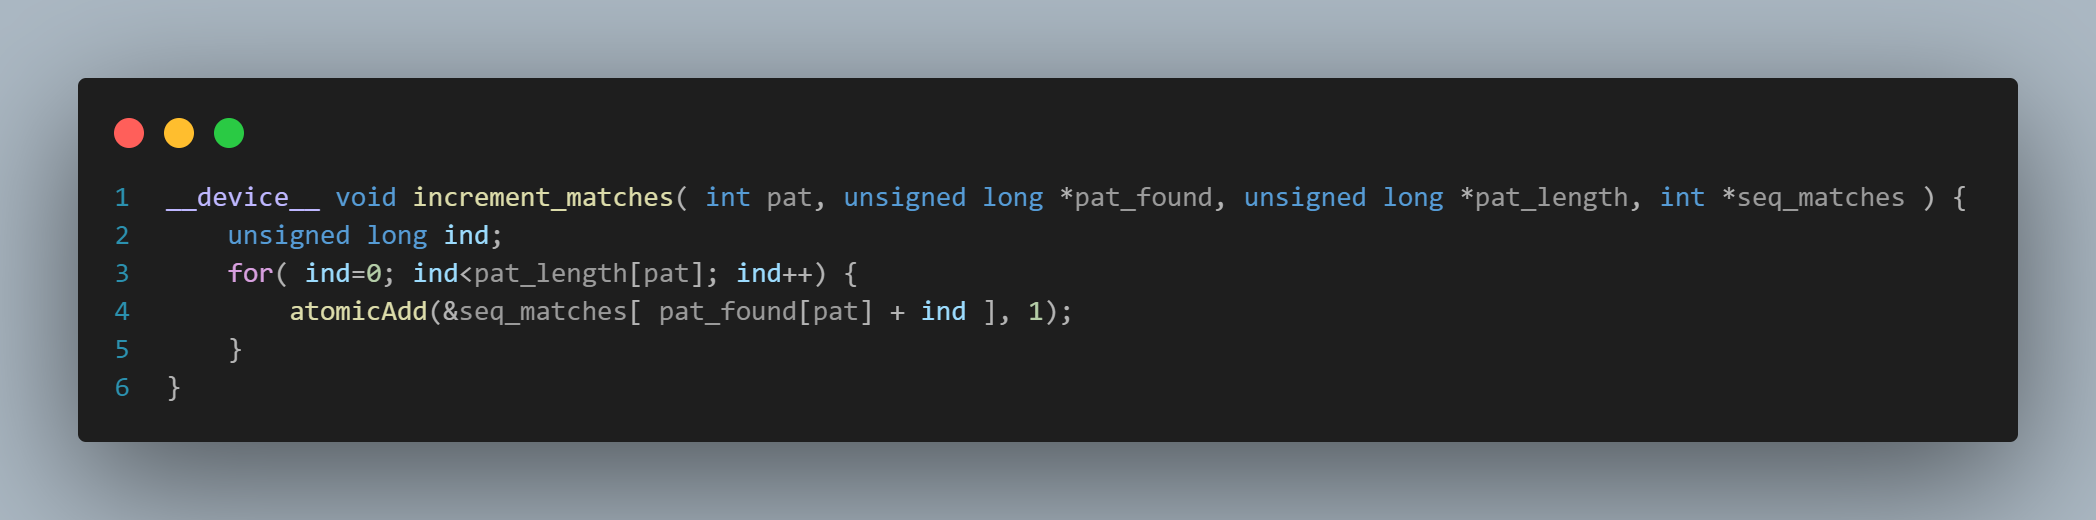 1 __device__ void increment_matches( int pat, unsigned long *pat_found, unsigned long *pat_length, int *seq_matches ) {
2     unsigned long ind;
3     for( ind=0; ind<pat_length[pat]; ind++) {
4         atomicAdd(&seq_matches[ pat_found[pat] + ind ], 1);
5     }
6 }